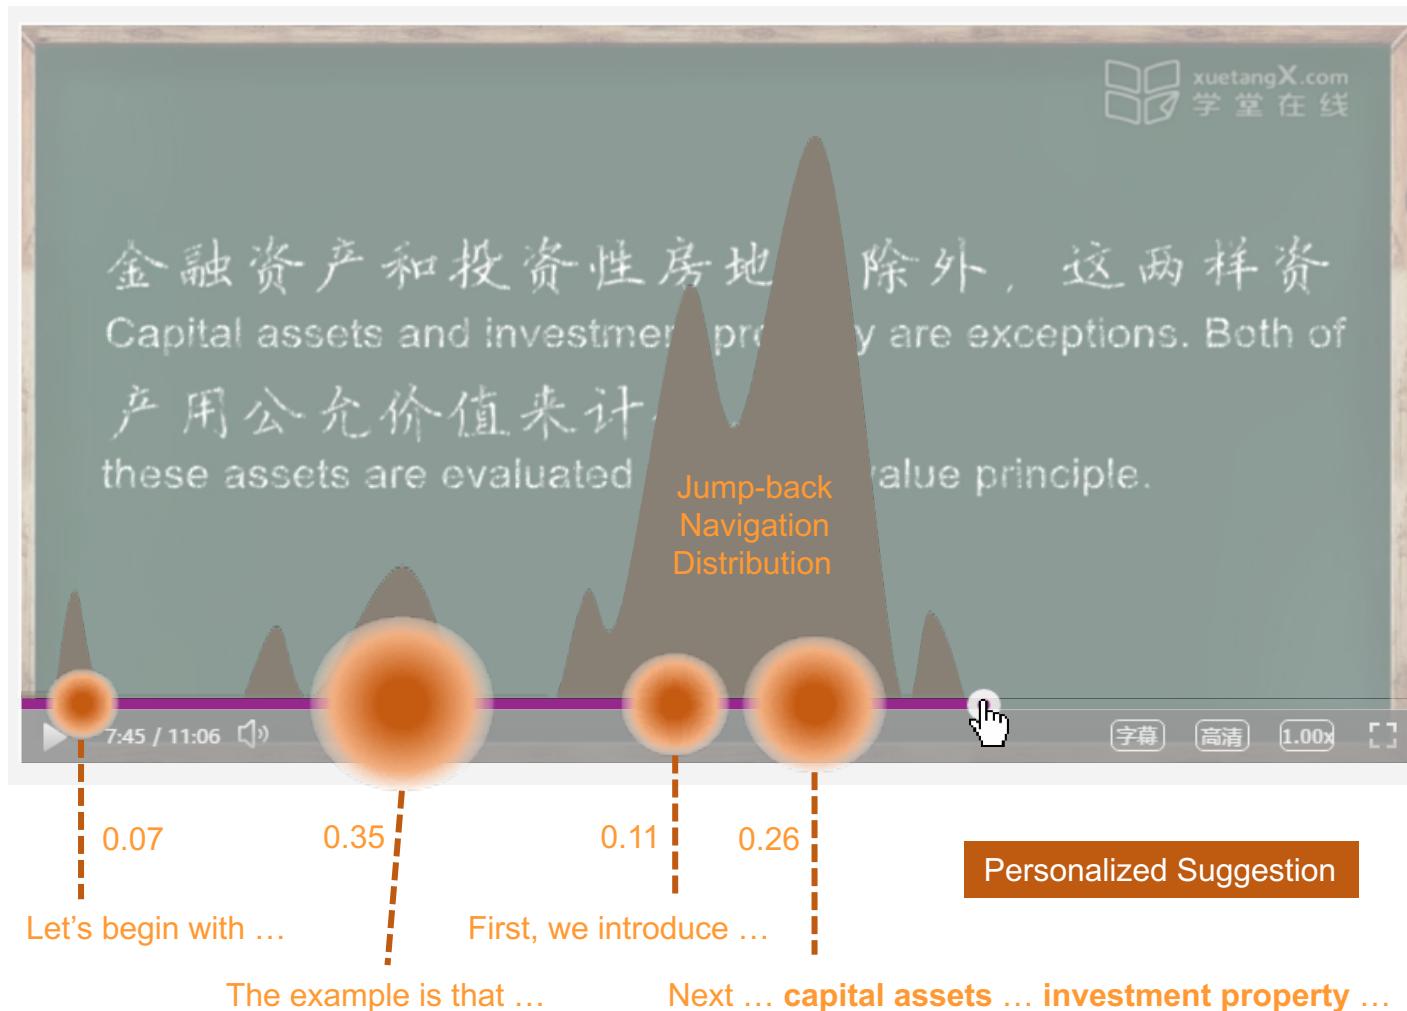 xuetangX.com
学堂在线
金融资产和投资性房地 除外，这两样资
Capital assets and investmen pro y are exceptions. Both of
产用公允价值来计
these assets are evaluated alue principle.
Jump-back
Navigation
Distribution
7:45 / 11:06
字幕 高清 1.00x
0.07 0.35 0.11 0.26
Personalized Suggestion
Let’s begin with … First, we introduce …
The example is that … Next … capital assets … investment property …